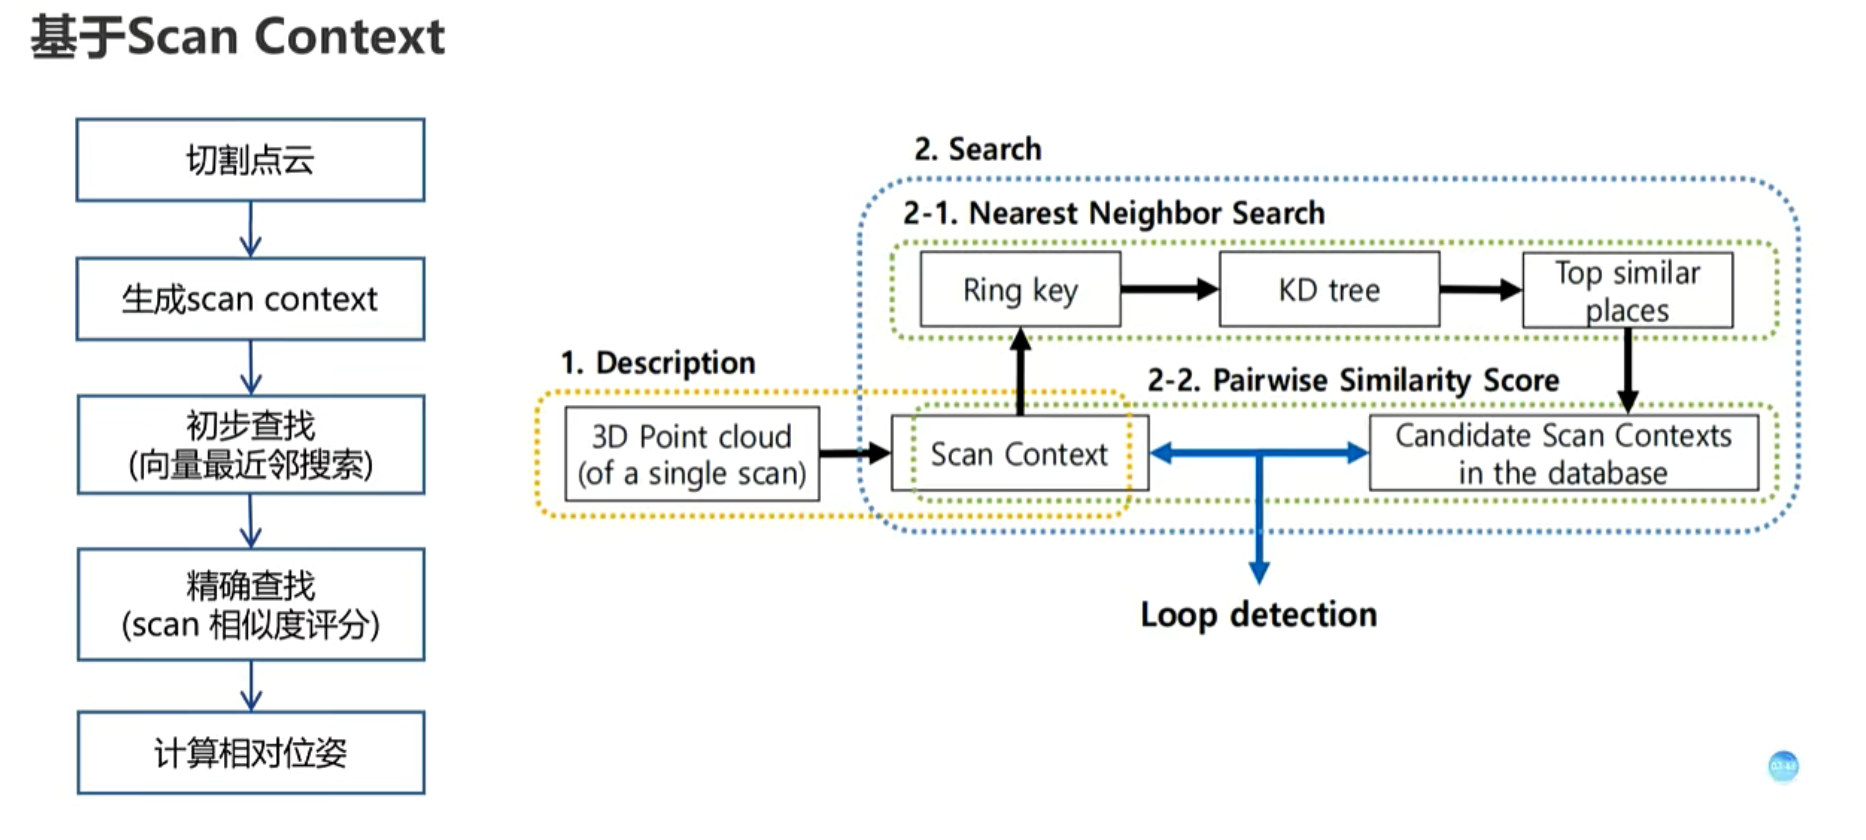 基于Scan Context
切割点云
生成scan context
初步查找
(向量最近邻搜索)
精确查找
(scan 相似度评分)
计算相对位姿
2. Search
2-1. Nearest Neighbor Search
Ring key
KD tree
Top similar
places
1. Description
2-2. Pairwise Similarity Score
3D Point cloud
(of a single scan)
Scan Context
Candidate Scan Contexts
in the database
Loop detection